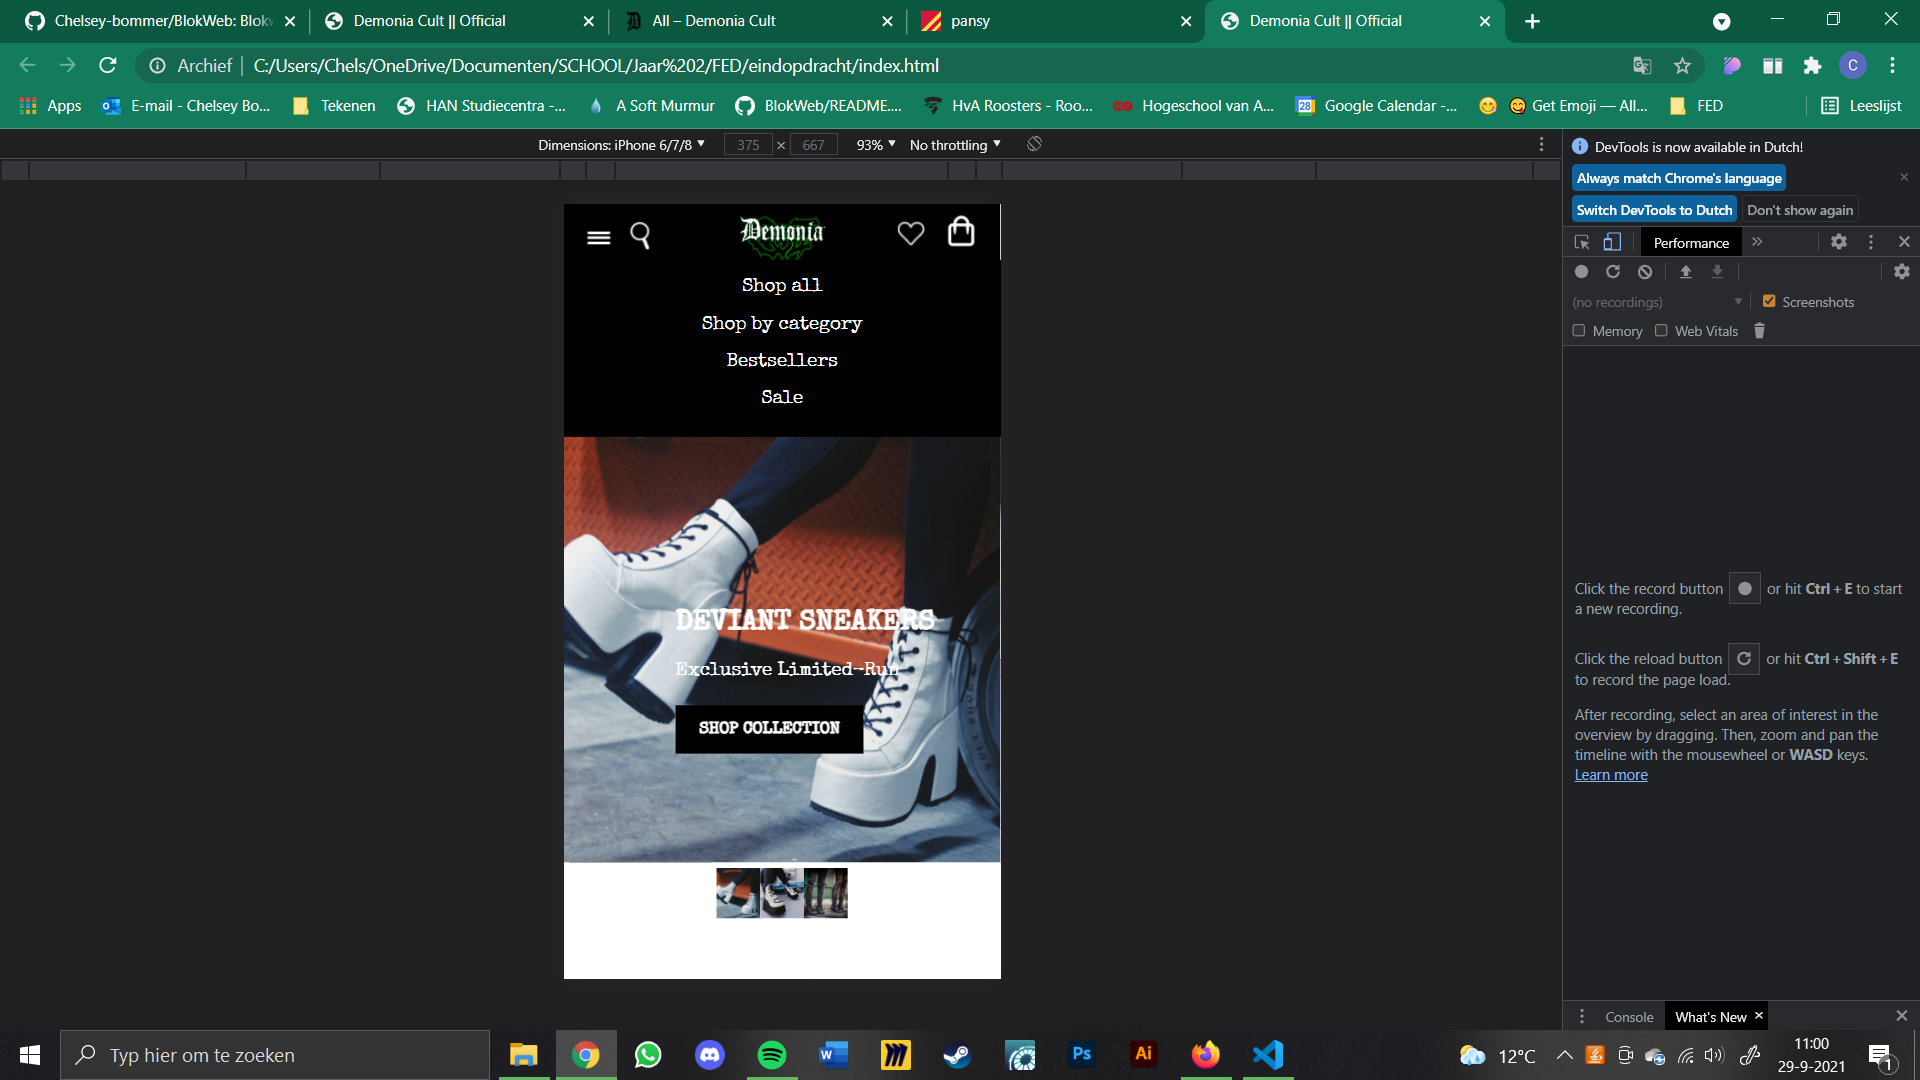 Chelsey-bommer/BlokWeb: Blokw
Demonia Cult || Official
All – Demonia Cult
pansy
Demonia Cult || Official
Archief
C:/Users/Chels/OneDrive/Documenten/SCHOOL/Jaar%202/FED/eindopdracht/index.html
C
Apps
E-mail - Chelsey Bo...
Tekenen
HAN Studiecentra -...
A Soft Murmur
BlokWeb/README....
HvA Roosters - Roo...
Hogeschool van A...
28
Google Calendar -...
Get Emoji — All...
FED
Leeslijst
Dimensions: iPhone 6/7/8
375 × 667
93%
No throttling
DevTools is now available in Dutch!
Always match Chrome's language
Switch DevTools to Dutch
Don't show again
Performance
(no recordings)
Screenshots
Memory
Web Vitals
Demonia
Shop all
Shop by category
Bestsellers
Sale
DEVIANT SNEAKERS
Exclusive Limited-Run
SHOP COLLECTION
Click the record button or hit Ctrl + E to start
a new recording.
Click the reload button or hit Ctrl + Shift + E
to record the page load.
After recording, select an area of interest in the
overview by dragging. Then, zoom and pan the
timeline with the mousewheel or WASD keys.
Learn more
Console
What's New
Typ hier om te zoeken
W
Ps
Ai
12°C
11:00
29-9-2021
1